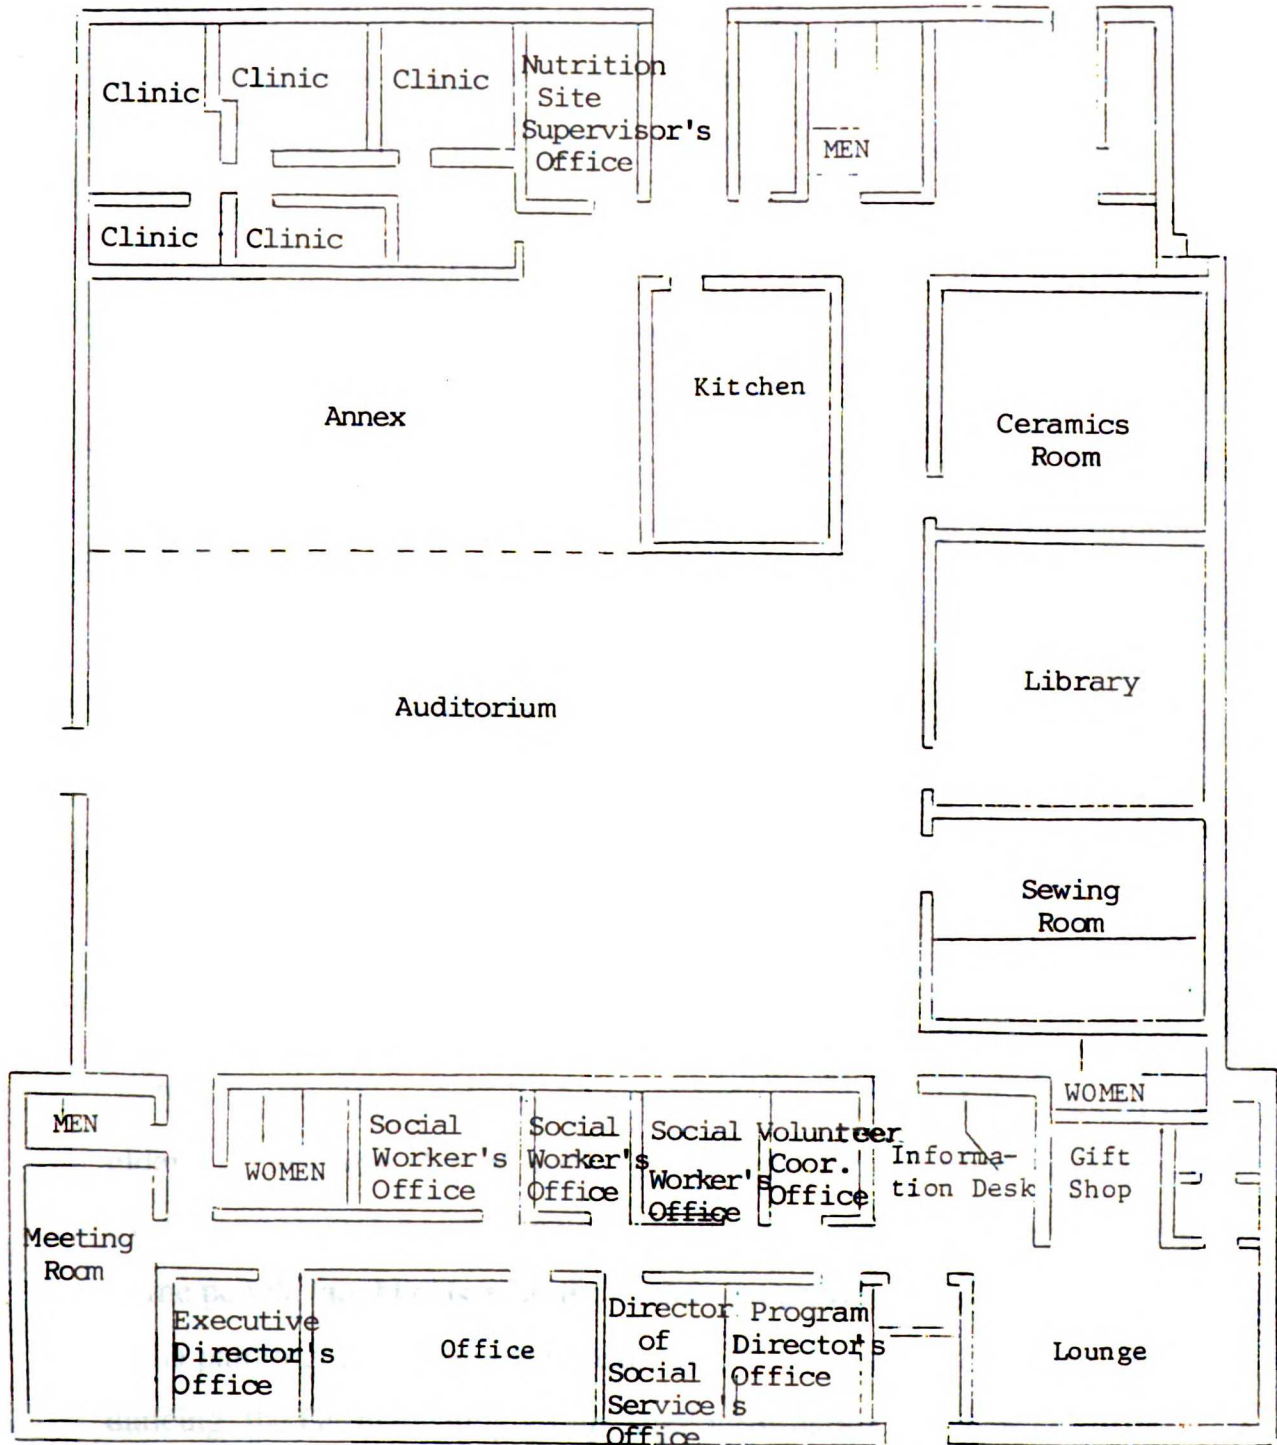 Clinic
Clinic
Clinic
Nutrition
Site
Supervisor's
Office
MEN
Clinic
Clinic
Annex
Kitchen
Ceramics
Room
Auditorium
Library
Sewing
Room
MEN
WOMEN
Social
Worker's
Office
Social
Worker's
Office
Social
Worker's
Office
Volunteer
Coor.
Office
Informa-
tion Desk
WOMEN
Gift
Shop
Meeting
Room
Executive
Director's
Office
Office
Director
of
Social
Service's
Office
Program
Director's
Office
Lounge